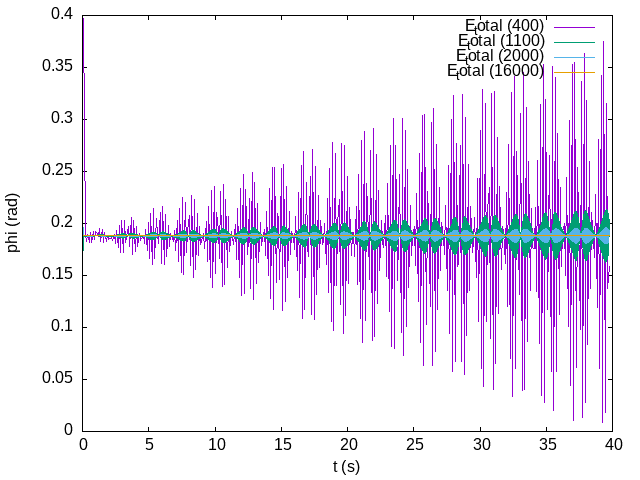 0.4
0.35
0.3
0.25
0.2
0.15
0.1
0.05
0
phi (rad)
E_total (400)
E_total (1100)
E_total (2000)
E_total (16000)
0 5 10 15 20 25 30 35 40
t (s)